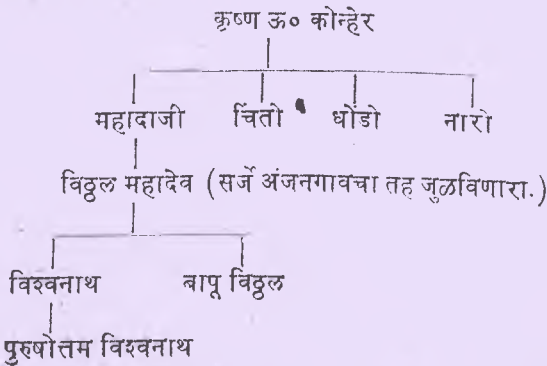 कृष्ण ऊ० कोन्हेर
महादाजी चिंतो धोंडो नारो
विठ्ठल महादेव (सर्जे अंजनगावचा तह जुळविणारा.)
विश्वनाथ बापू विठ्ठल
पुरुषोत्तम विश्वनाथ